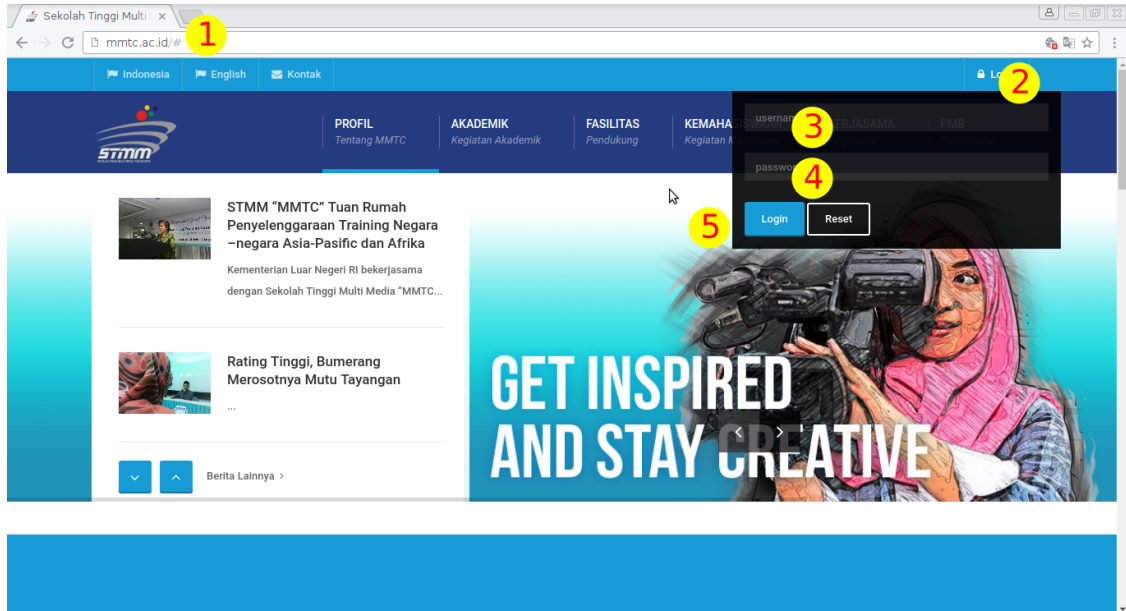 Sekolah Tinggi Multi
1
mmtc.ac.id/#
Indonesia
English
Kontak
2
STMM
PROFIL
Tentang MMTC
AKADEMIK
Kegiatan Akademik
FASILITAS
Pendukung
3
4
STMM “MMTC” Tuan Rumah
Penyelenggaraan Training Negara
–negara Asia-Pasific dan Afrika
Kementerian Luar Negeri RI bekerjasama
dengan Sekolah Tinggi Multi Media “MMTC...
5
Login
Reset
Rating Tinggi, Bumerang
Merosotnya Mutu Tayangan
...
GET INSPIRED
AND STAY CREATIVE
Berita Lainnya >